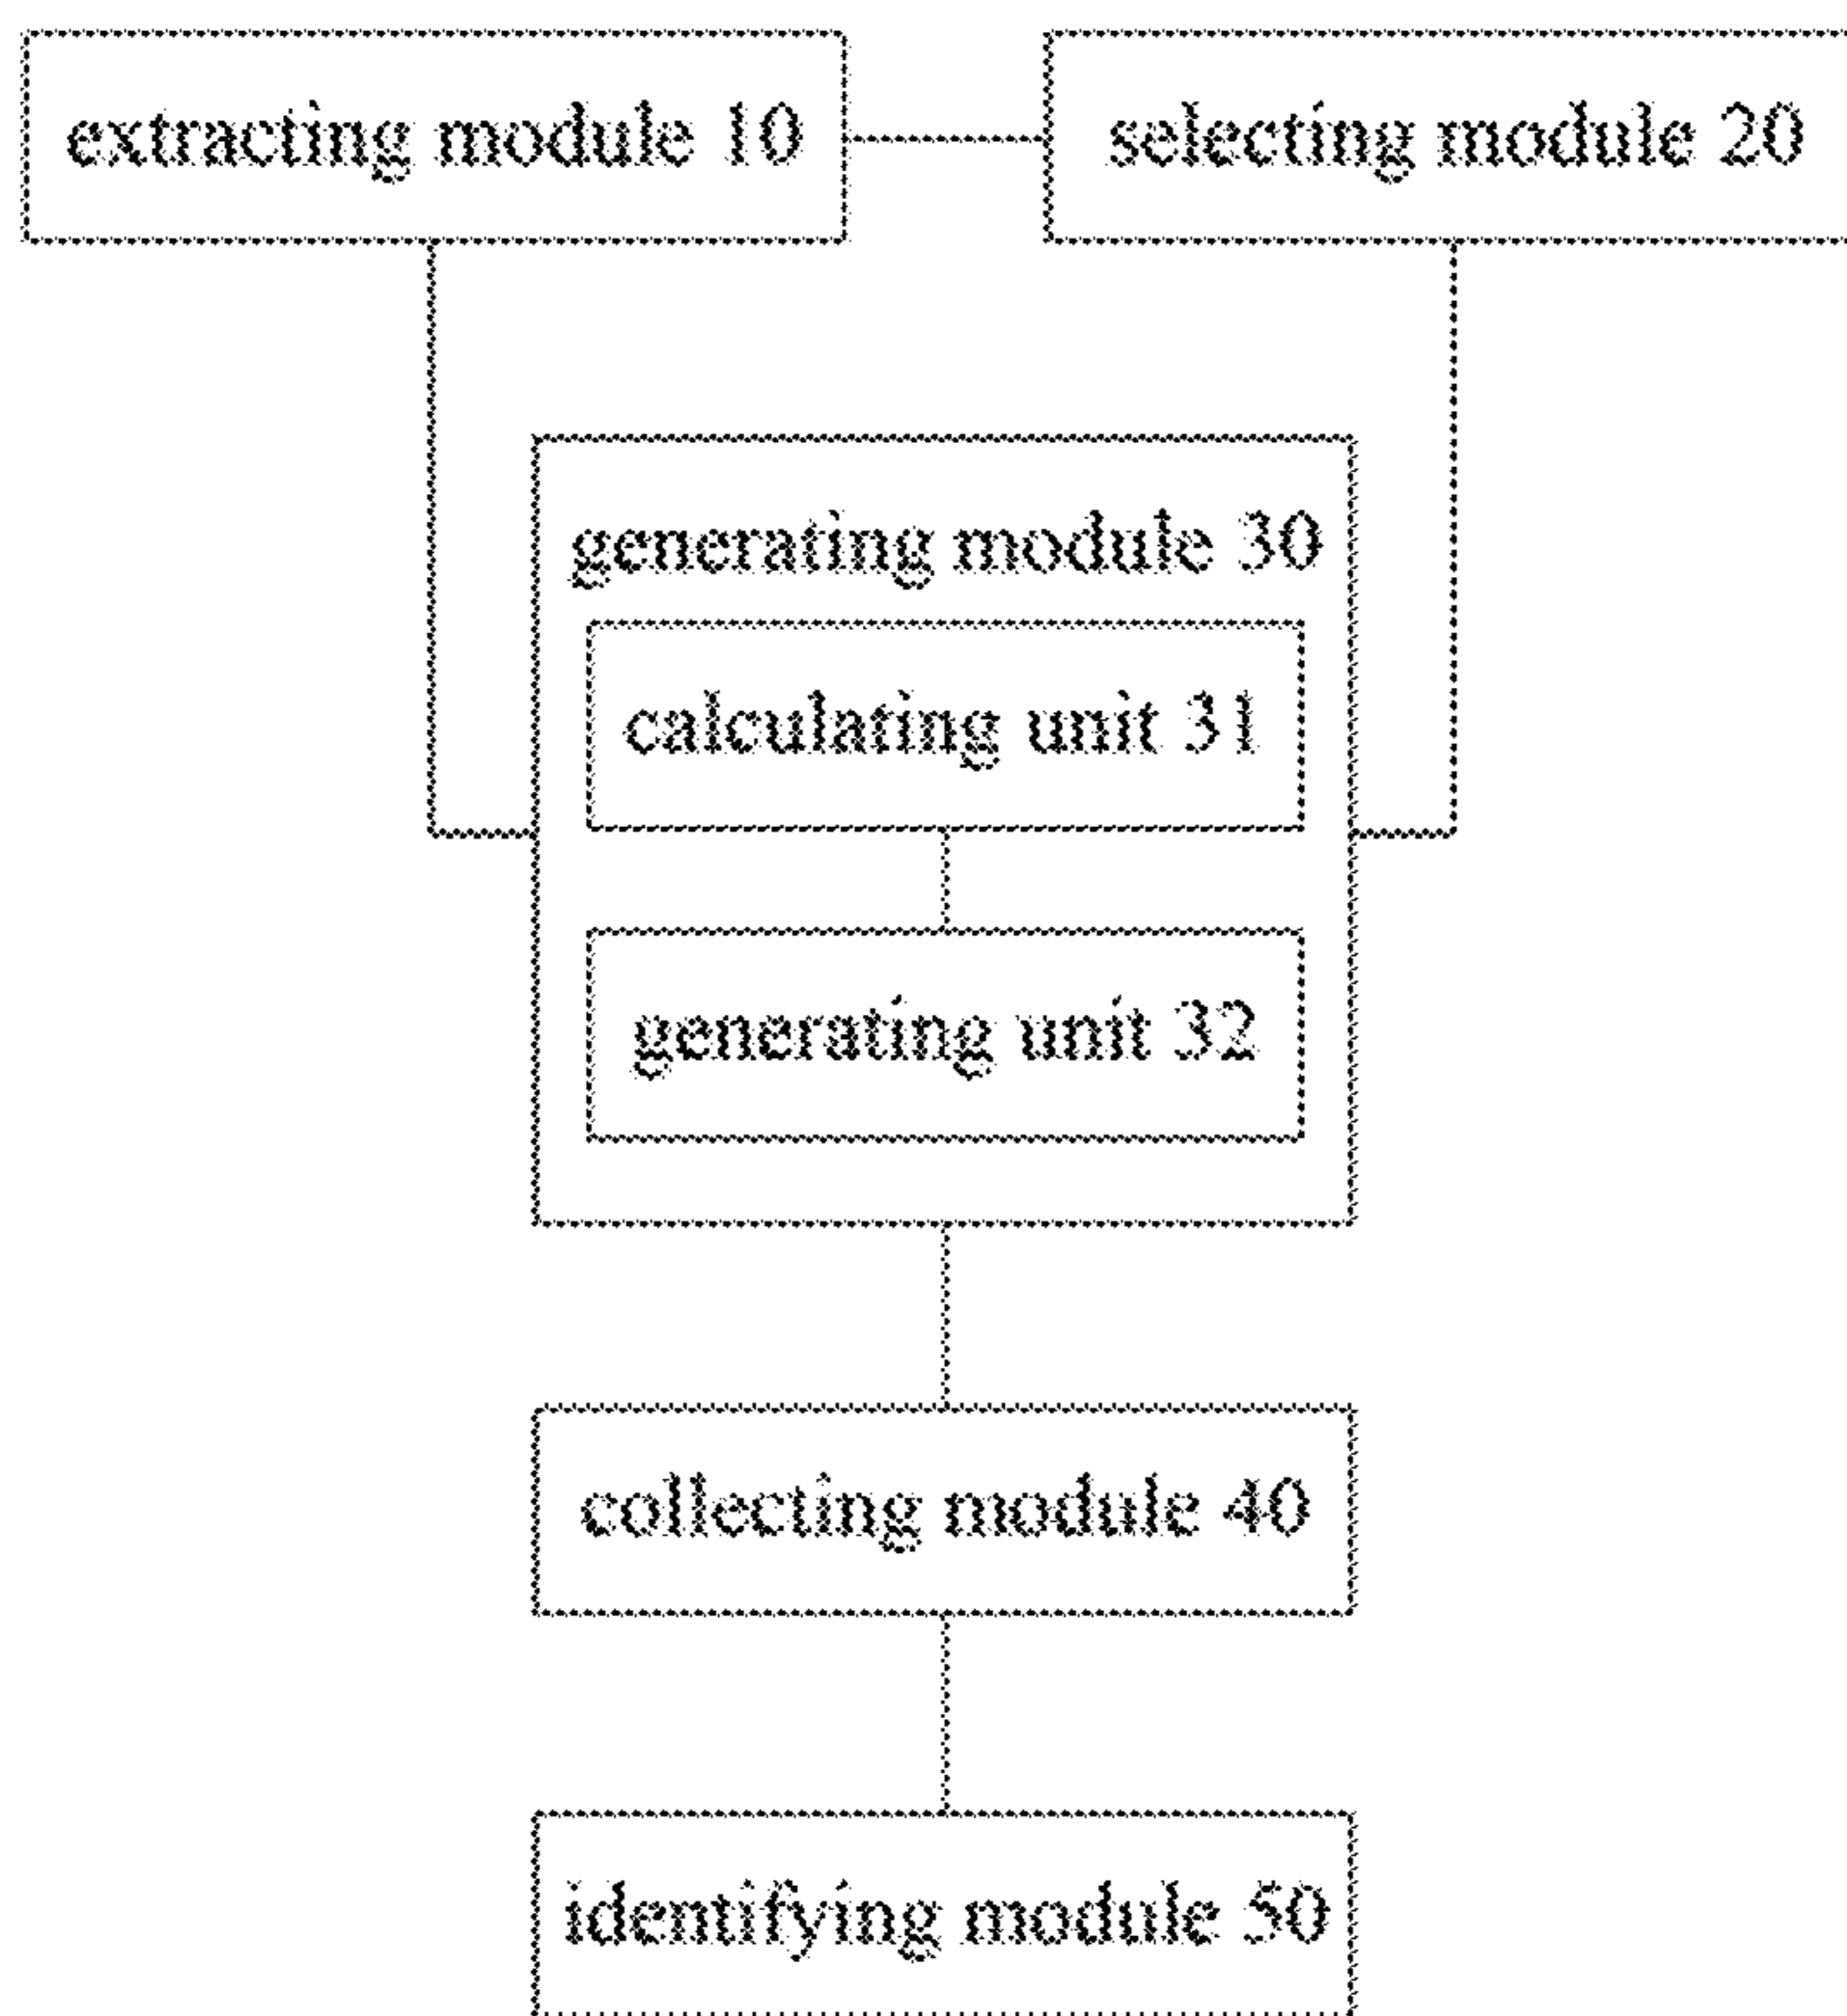 extracting module 10
selecting module 20
generating module 30
calculating unit 31
generating unit 32
collecting module 40
identifying module 50